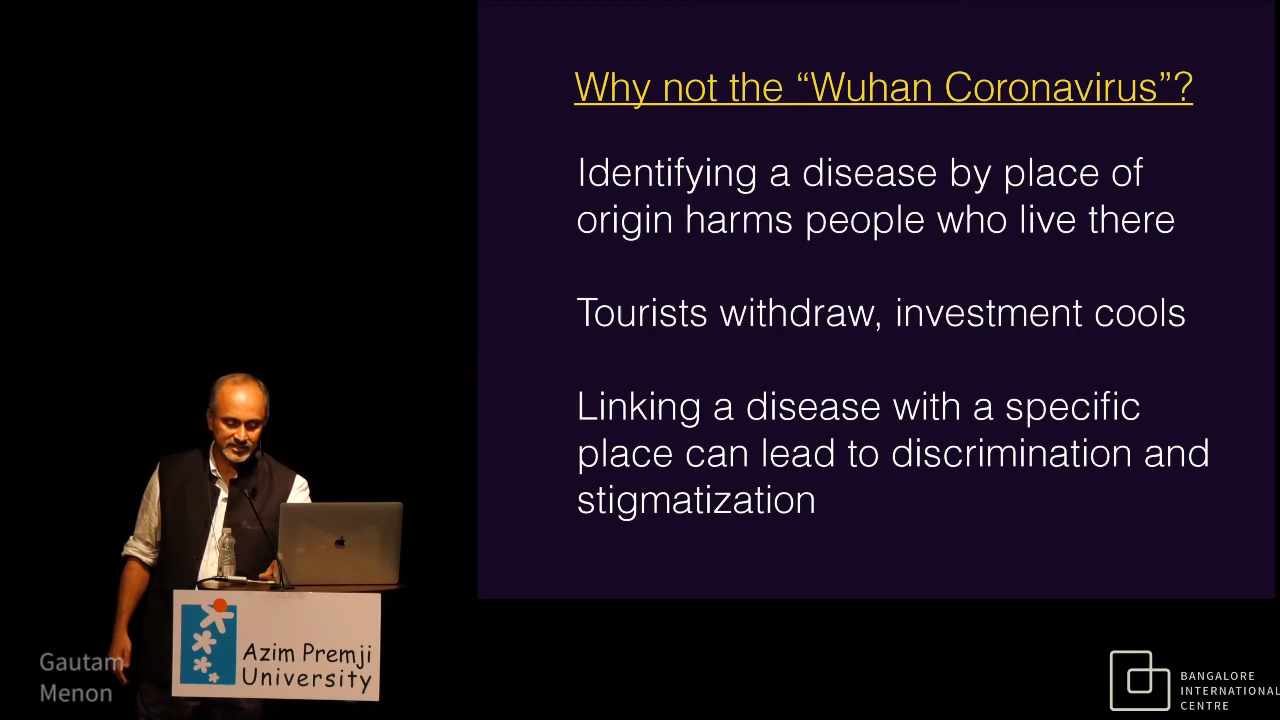 Why not the “Wuhan Coronavirus”?
Identifying a disease by place of
origin harms people who live there
Tourists withdraw, investment cools
Linking a disease with a specific
place can lead to discrimination and
stigmatization
Azim Premji
University
Gautam
Menon
BANGALORE
INTERNATIONAL
CENTRE